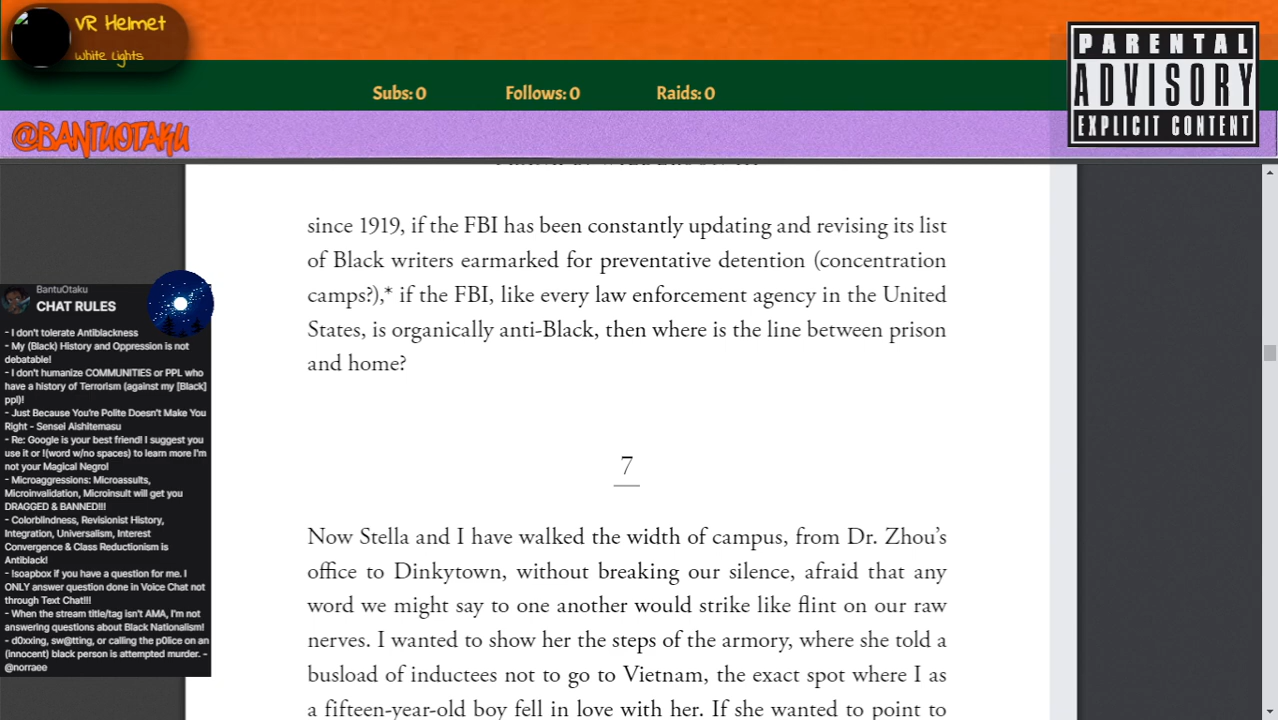 VR Helmet
White Lights
Subs: 0
Follows: 0
Raids: 0
PARENTAL
ADVISORY
EXPLICIT CONTENT
@BANTUOTAKU
since 1919, if the FBI has been constantly updating and revising its list
of Black writers earmarked for preventative detention (concentration
camps?),* if the FBI, like every law enforcement agency in the United
States, is organically anti-Black, then where is the line between prison
and home?
7
Now Stella and I have walked the width of campus, from Dr. Zhou’s
office to Dinkytown, without breaking our silence, afraid that any
word we might say to one another would strike like flint on our raw
nerves. I wanted to show her the steps of the armory, where she told a
busload of inductees not to go to Vietnam, the exact spot where I as
a fifteen-year-old boy fell in love with her. If she wanted to point to
BantuOtaku
CHAT RULES
- I don't tolerate Antiblackness
- My (Black) History and Oppression is not
debatable!
- I don't humanize COMMUNITIES or PPL who
have a history of Terrorism (against my [Black]
ppl)!
- Just Because You're Polite Doesn't Make You
Right - Sensei Aishitemasu
- Re: Google is your best friend! I suggest you
use it or !(word w/no spaces) to learn more I'm
not your Magical Negro!
- Microaggressions: Microassults,
Microinvalidation, Microinsult will get you
DRAGGED & BANNED!!!
- Colorblindness, Revisionist History,
Integration, Universalism, Interest
Convergence & Class Reductionism is
Antiblack!
- !soapbox if you have a question for me. I
ONLY answer question done in Voice Chat not
through Text Chat!!!
- When the stream title/tag isn't AMA, I'm not
answering questions about Black Nationalism!
- d0xxing, sw@tting, or calling the p0lice on an
(innocent) black person is attempted murder. -
@norraee